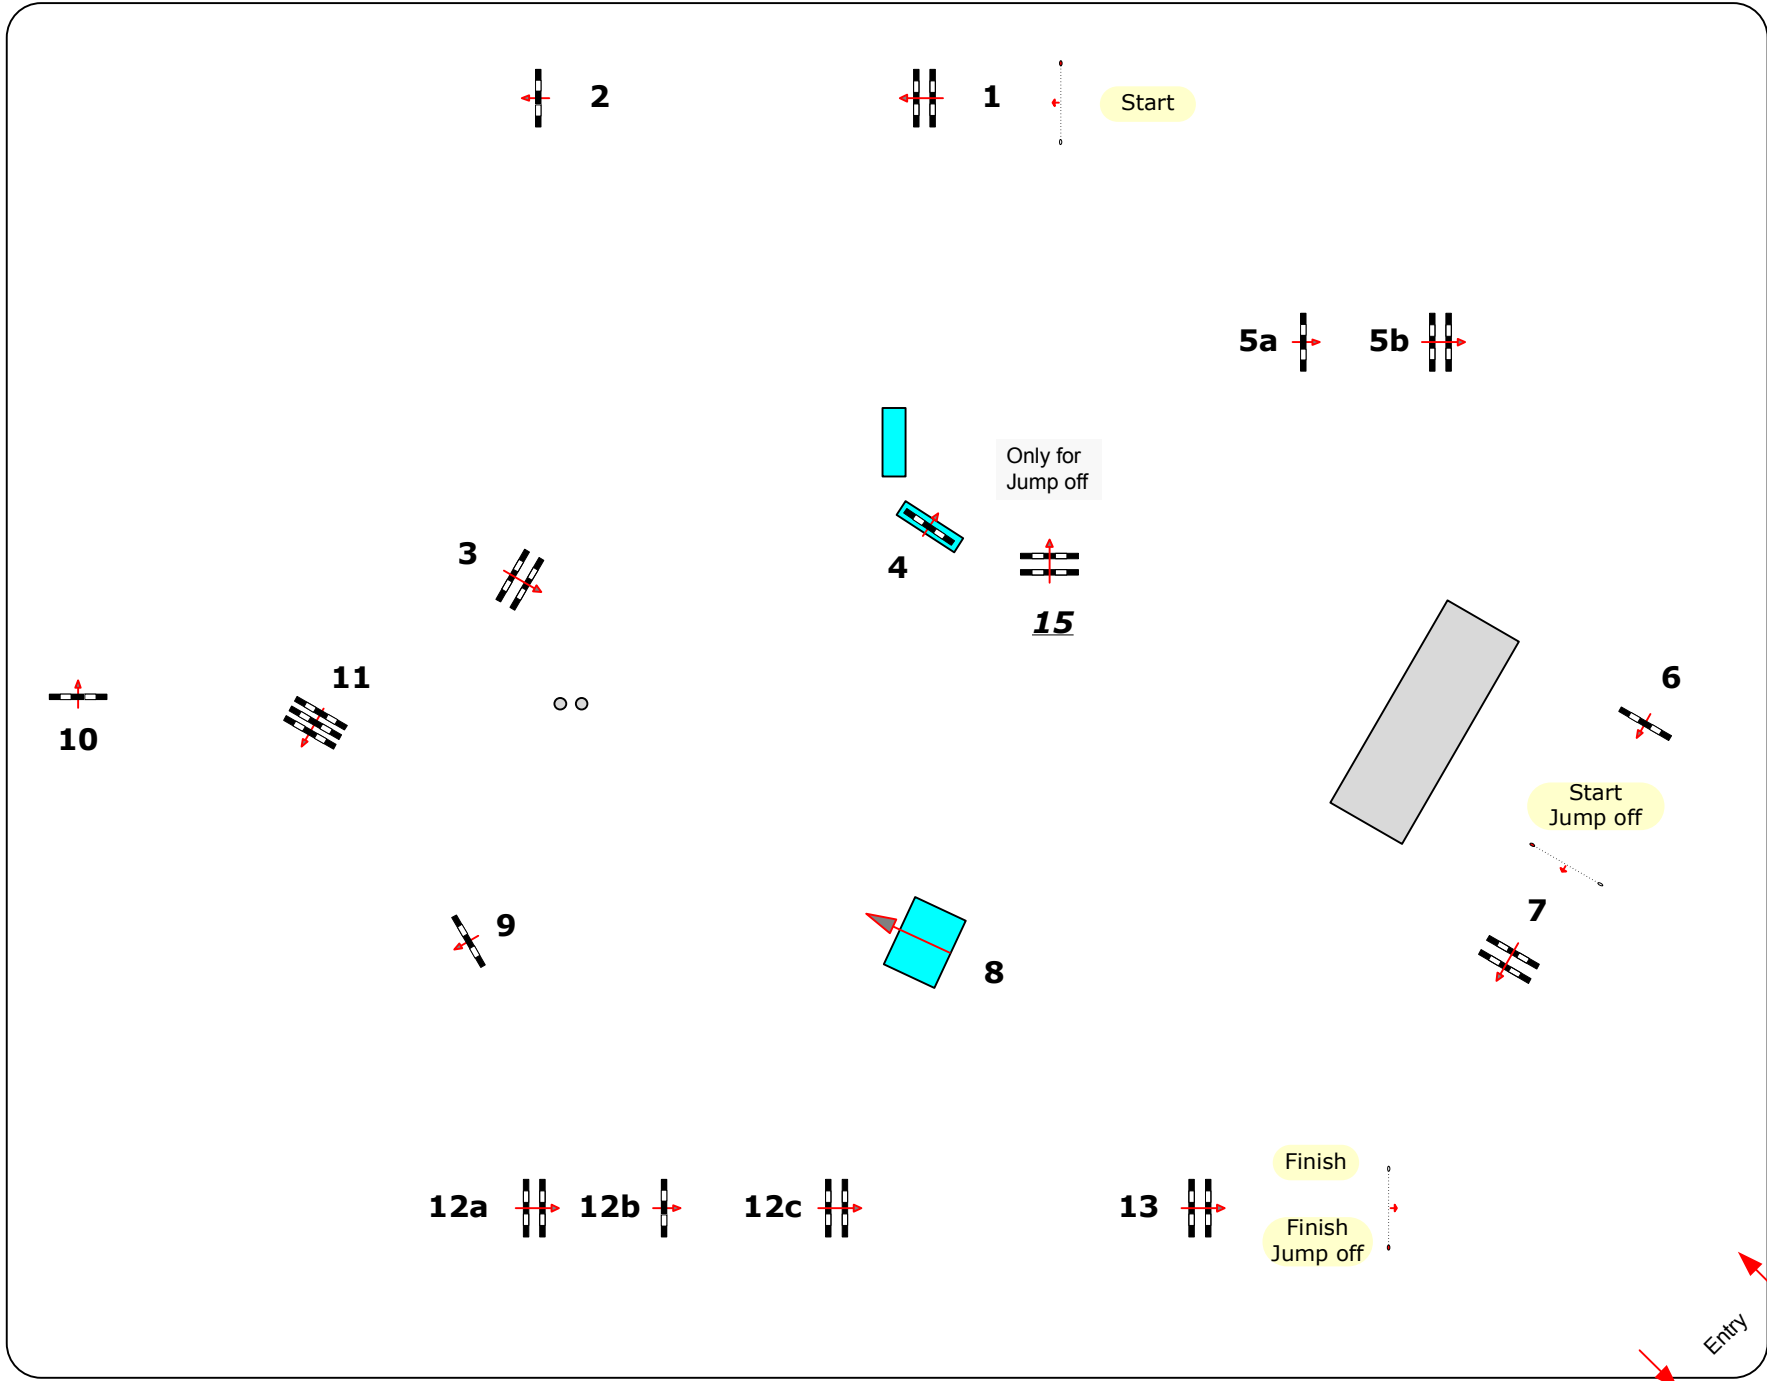 2
1
Start
5a
5b
Only for
Jump off
3
4
15
11
6
10
Start
Jump off
7
9
8
12a
12b
12c
13
Finish
Finish
Jump off
Entry